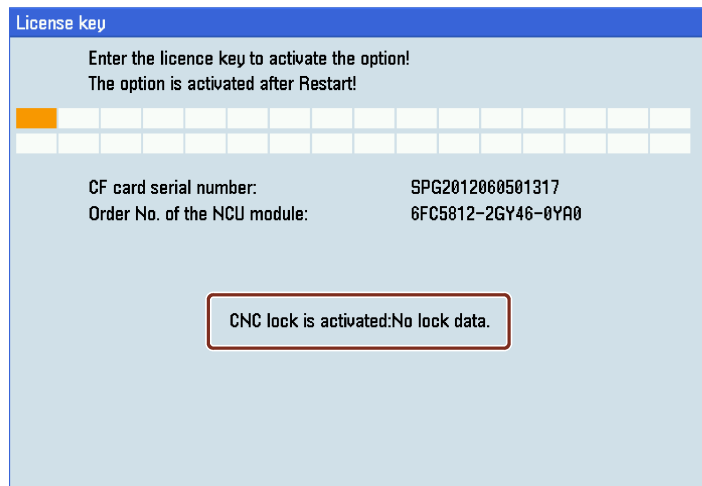 License key
Enter the licence key to activate the option!
The option is activated after Restart!
CF card serial number: SPG2012060501317
Order No. of the NCU module: 6FC5812-2GY46-0YA0
CNC lock is activated:No lock data.